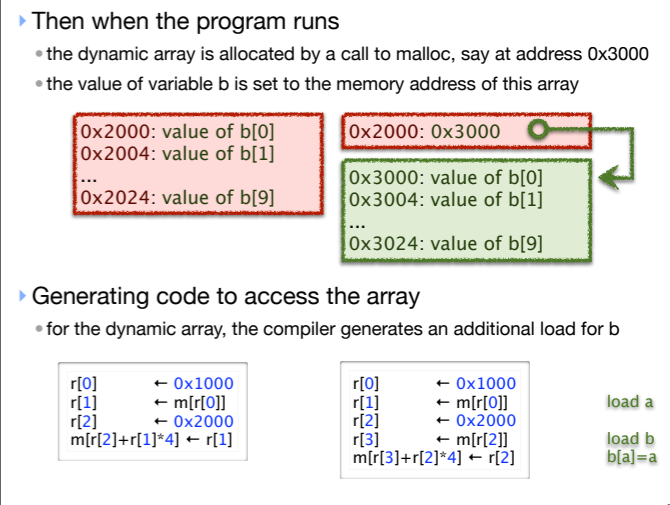 Then when the program runs
the dynamic array is allocated by a call to malloc, say at address 0x3000
the value of variable b is set to the memory address of this array
0x2000: value of b[0]
0x2004: value of b[1]
...
0x2024: value of b[9]
0x2000: 0x3000
0x3000: value of b[0]
0x3004: value of b[1]
...
0x3024: value of b[9]
Generating code to access the array
for the dynamic array, the compiler generates an additional load for b
r[0] ← 0x1000
r[1] ← m[r[0]]
r[2] ← 0x2000
m[r[2]+r[1]*4] ← r[1]
r[0] ← 0x1000
r[1] ← m[r[0]]
r[2] ← 0x2000
r[3] ← m[r[2]]
m[r[3]+r[2]*4] ← r[2]
load a
load b
b[a]=a